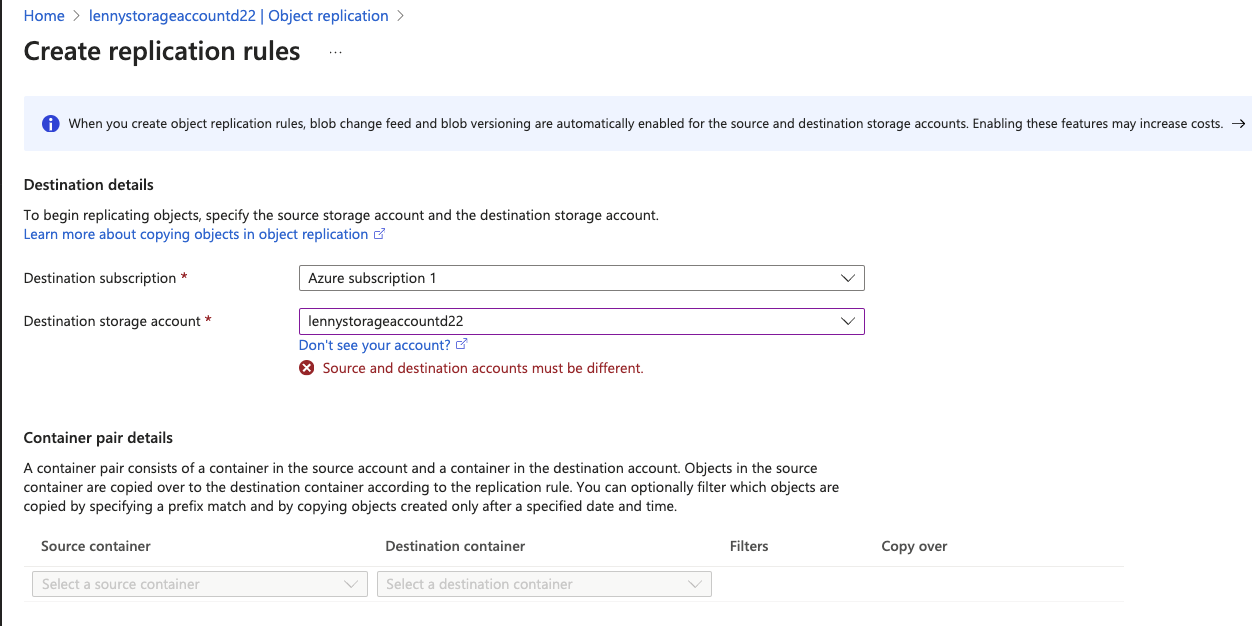 Home > lennystorageaccountd22 | Object replication >
Create replication rules ...
When you create object replication rules, blob change feed and blob versioning are automatically enabled for the source and destination storage accounts. Enabling these features may increase costs. →
Destination details
To begin replicating objects, specify the source storage account and the destination storage account.
Learn more about copying objects in object replication
Destination subscription *
Azure subscription 1
Destination storage account *
lennystorageaccountd22
Don't see your account?
Source and destination accounts must be different.
Container pair details
A container pair consists of a container in the source account and a container in the destination account. Objects in the source
container are copied over to the destination container according to the replication rule. You can optionally filter which objects are
copied by specifying a prefix match and by copying objects created only after a specified date and time.
Source container Destination container Filters Copy over
Select a source container Select a destination container